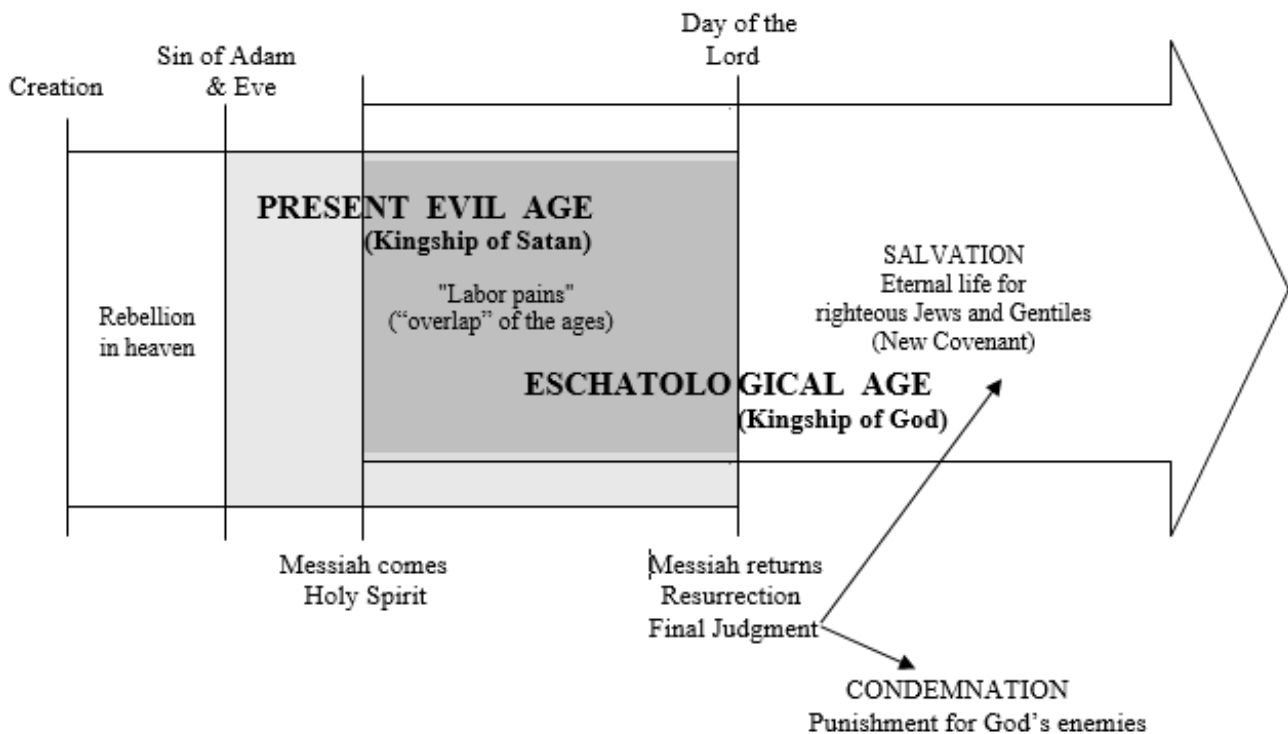 Day of the
Lord
Sin of Adam
& Eve
Creation
PRESENT EVIL AGE
(Kingship of Satan)
"Labor pains"
(“overlap” of the ages)
Rebellion
in heaven
SALVATION
Eternal life for
righteous Jews and Gentiles
(New Covenant)
ESCHATOLOGICAL AGE
(Kingship of God)
Messiah comes
Holy Spirit
Messiah returns
Resurrection
Final Judgment
CONDEMNATION
Punishment for God’s enemies